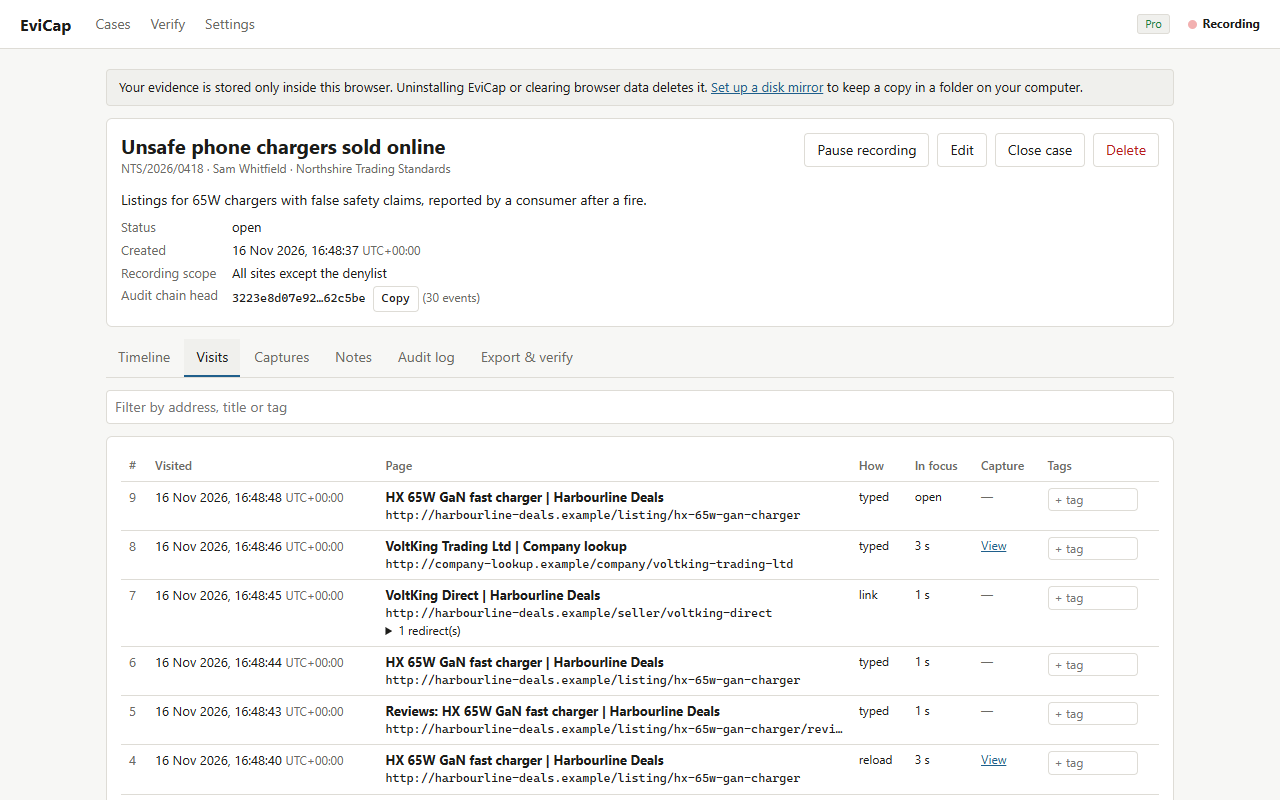 EviCap Cases Verify Settings Pro Recording
Your evidence is stored only inside this browser. Uninstalling EviCap or clearing browser data deletes it. Set up a disk mirror to keep a copy in a folder on your computer.
Unsafe phone chargers sold online
Pause recording Edit Close case Delete
NTS/2026/0418 · Sam Whitfield · Northshire Trading Standards
Listings for 65W chargers with false safety claims, reported by a consumer after a fire.
Status open
Created 16 Nov 2026, 16:48:37 UTC+00:00
Recording scope All sites except the denylist
Audit chain head 3223e8d07e92…62c5be Copy (30 events)
Timeline Visits Captures Notes Audit log Export & verify
Filter by address, title or tag
# Visited Page How In focus Capture Tags
9 16 Nov 2026, 16:48:48 UTC+00:00 HX 65W GaN fast charger | Harbourline Deals typed open — + tag
http://harbourline-deals.example/listing/hx-65w-gan-charger
8 16 Nov 2026, 16:48:46 UTC+00:00 VoltKing Trading Ltd | Company lookup typed 3 s View + tag
http://company-lookup.example/company/voltking-trading-ltd
7 16 Nov 2026, 16:48:45 UTC+00:00 VoltKing Direct | Harbourline Deals link 1 s — + tag
http://harbourline-deals.example/seller/voltking-direct
▶ 1 redirect(s)
6 16 Nov 2026, 16:48:44 UTC+00:00 HX 65W GaN fast charger | Harbourline Deals typed 1 s — + tag
http://harbourline-deals.example/listing/hx-65w-gan-charger
5 16 Nov 2026, 16:48:43 UTC+00:00 Reviews: HX 65W GaN fast charger | Harbourline Deals typed 1 s — + tag
http://harbourline-deals.example/listing/hx-65w-gan-charger/revi…
4 16 Nov 2026, 16:48:40 UTC+00:00 HX 65W GaN fast charger | Harbourline Deals reload 3 s View + tag
http://harbourline-deals.example/listing/hx-65w-gan-charger